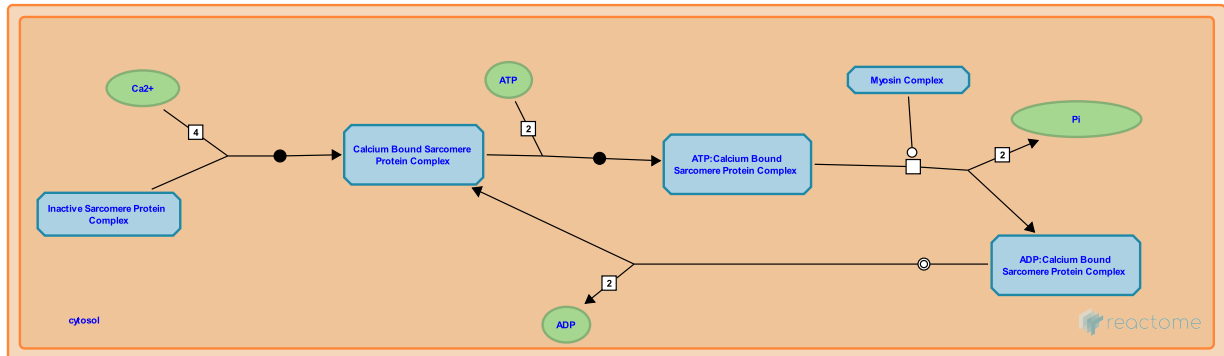 Ca2+
4
Inactive Sarcomere Protein
Complex
Calcium Bound Sarcomere
Protein Complex
ATP
2
ATP:Calcium Bound
Sarcomere Protein Complex
Myosin Complex
Pi
2
ADP:Calcium Bound
Sarcomere Protein Complex
2
ADP
cytosol
reactome